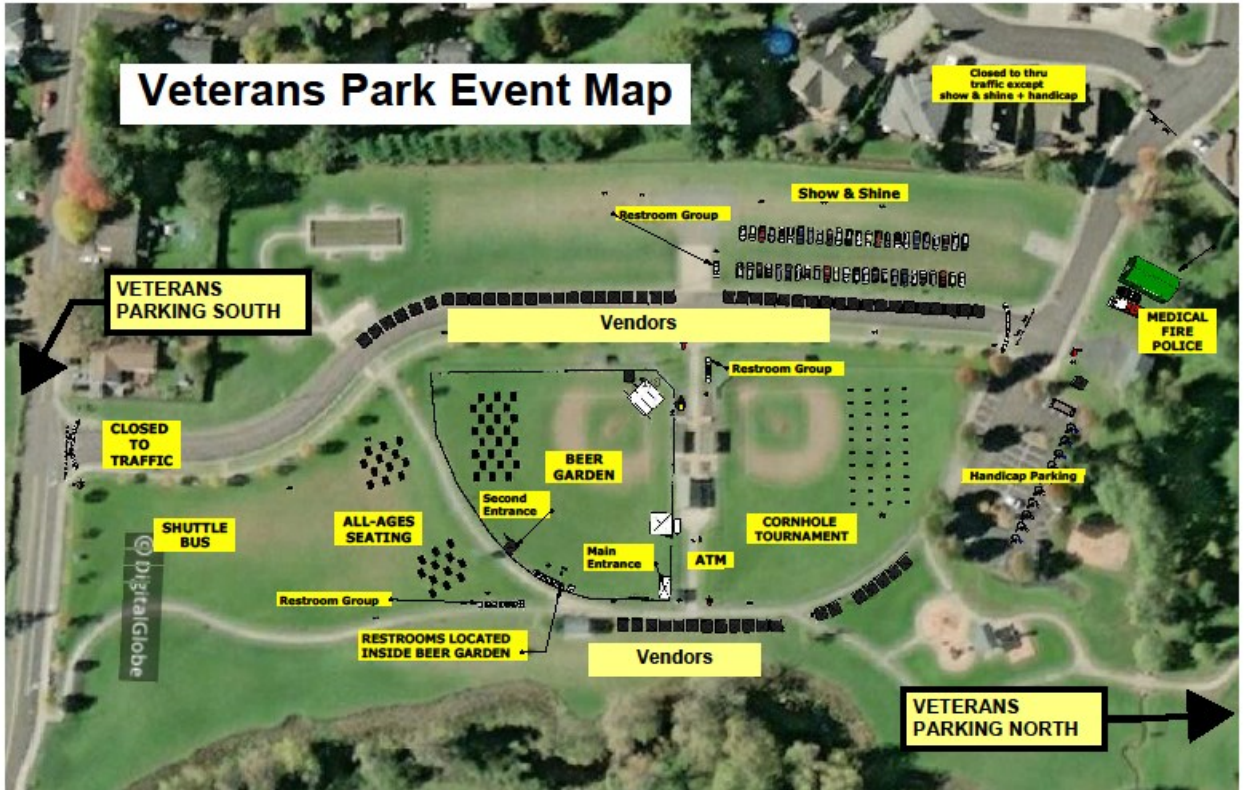 Veterans Park Event Map
Closed to thru
traffic except
show & shine + handicap
Show & Shine
Restroom Group
VETERANS
PARKING SOUTH
Vendors
MEDICAL
FIRE
POLICE
Restroom Group
CLOSED
TO
TRAFFIC
BEER
GARDEN
Handicap Parking
Second
Entrance
SHUTTLE
BUS
ALL-AGES
SEATING
CORNHOLE
TOURNAMENT
Main
Entrance
ATM
© DigitalGlobe
Restroom Group
RESTROOMS LOCATED
INSIDE BEER GARDEN
Vendors
VETERANS
PARKING NORTH